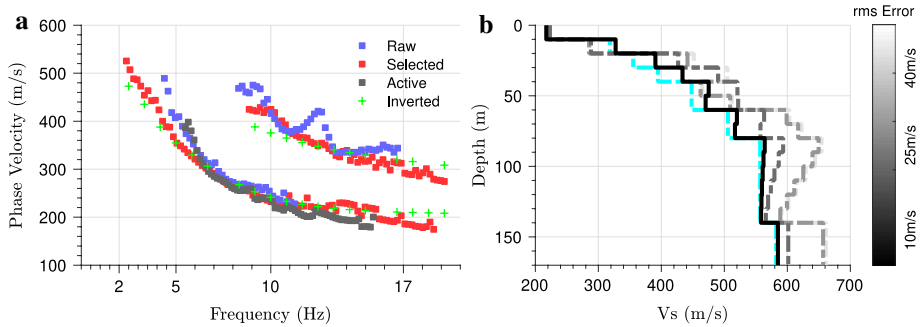 a
600
500
400
300
200
100
Phase Velocity (m/s)
Raw
Selected
Active
Inverted
2
5
10
17
Frequency (Hz)
b
0
50
100
150
Depth (m)
200
300
400
500
600
700
Vs (m/s)
rms Error
40m/s
25m/s
10m/s